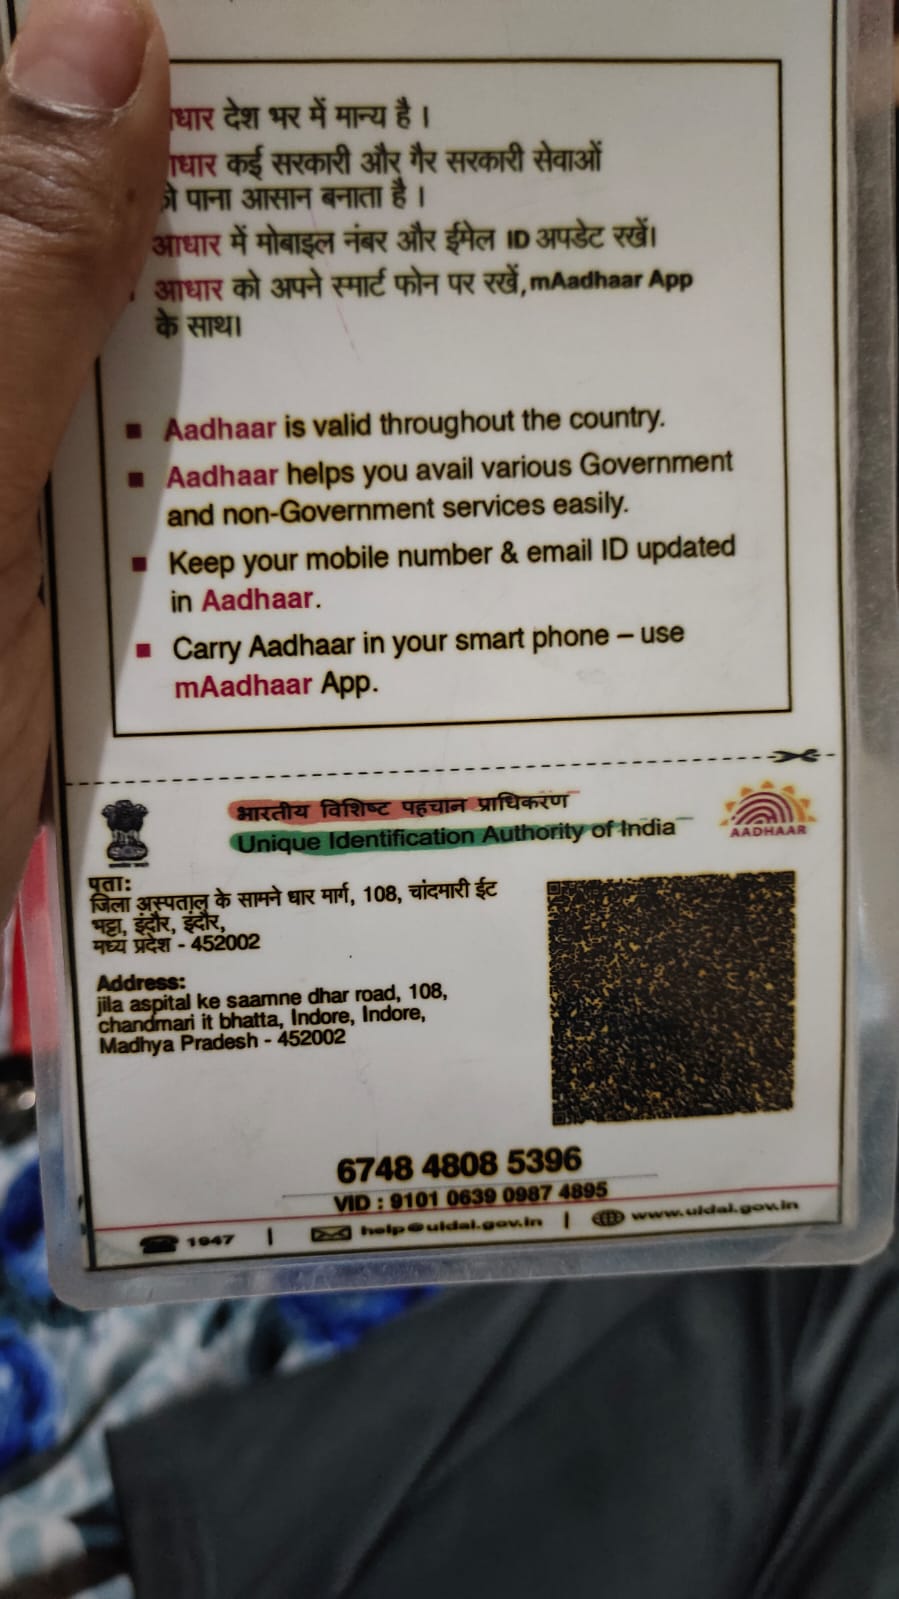 देश भर में मान्य है ।
कई सरकारी और गैर सरकारी सेवाओं
पाना आसान बनाता है ।
आधार में मोबाइल नंबर और ईमेल ID अपडेट रखें।
आधार को अपने स्मार्ट फोन पर रखें, mAadhaar App
के साथ।
Aadhaar is valid throughout the country.
Aadhaar helps you avail various Government
and non-Government services easily.
Keep your mobile number & email ID updated
in Aadhaar.
Carry Aadhaar in your smart phone – use
mAadhaar App.
भारतीय विशिष्ट पहचान प्राधिकरण
Unique Identification Authority of India
AADHAAR
पता:
जिला अस्पताल के सामने धार मार्ग, 108, चांदमारी ईट
भट्टा, इंदौर, इंदौर,
मध्य प्रदेश - 452002
Address:
jila aspital ke saamne dhar road, 108,
chandmari it bhatta, Indore, Indore,
Madhya Pradesh - 452002
6748 4808 5396
VID : 9101 0639 0987 4895
1947 | help@uidai.gov.in | www.uidai.gov.in